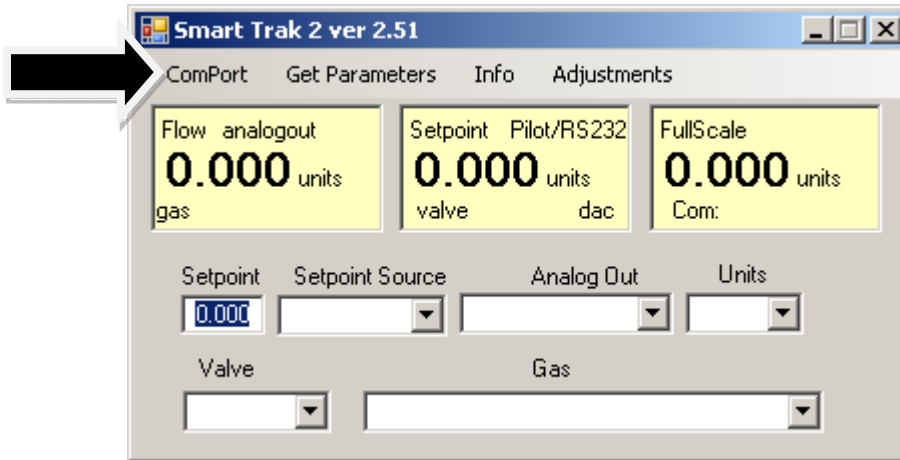 Smart Trak 2 ver 2.51
ComPort Get Parameters Info Adjustments
Flow analogout Setpoint Pilot/RS232 FullScale
0.000 units 0.000 units 0.000 units
gas valve dac Com:
Setpoint Setpoint Source Analog Out Units
0.000
Valve Gas